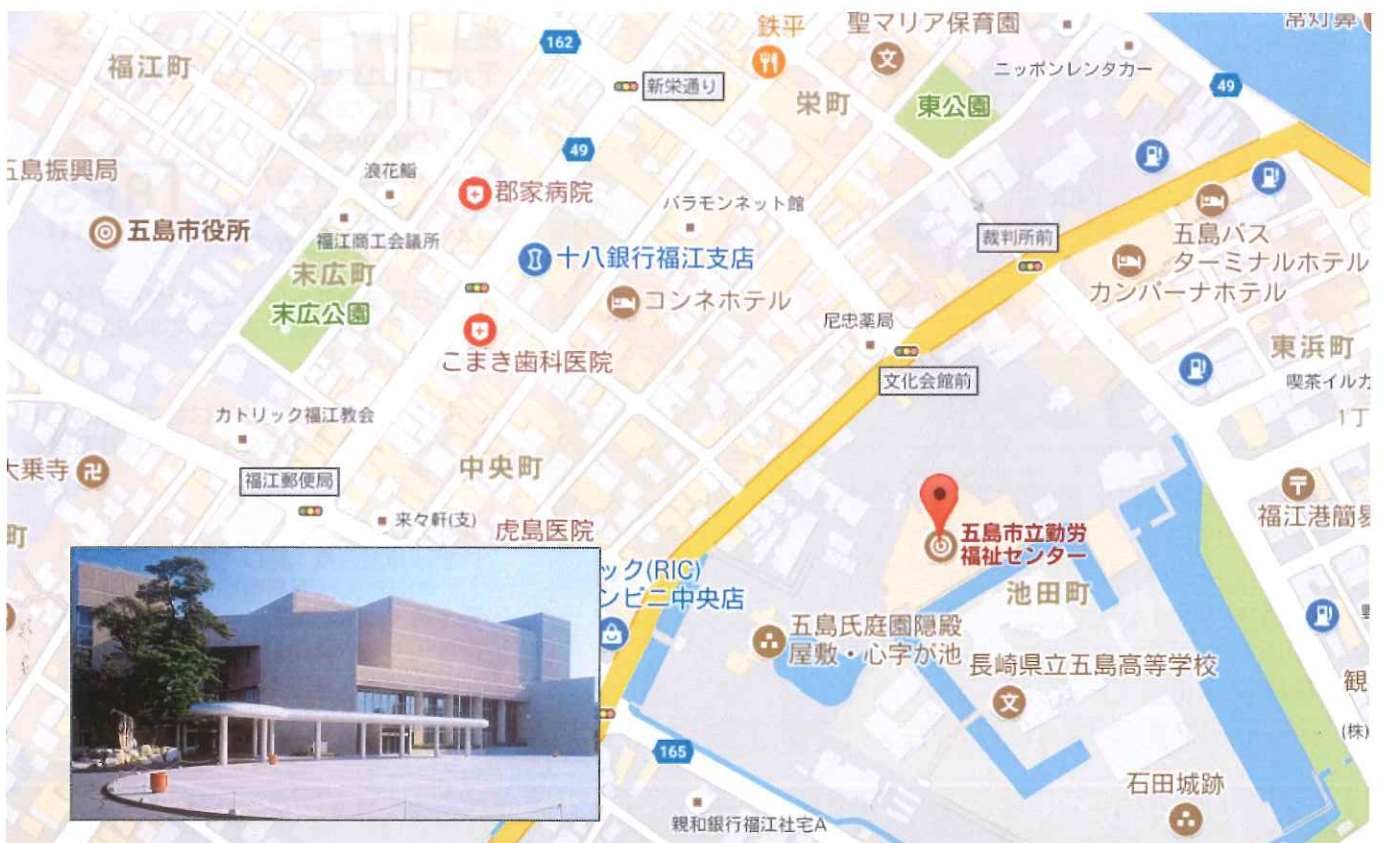 162
鉄平
聖マリア保育園
常灯鼻
福江町
新栄通り
ニッポンレンタカー
49
栄町
東公園
49
五島振興局
浪花鮨
郡家病院
バラモンネット館
裁判所前
五島バス
ターミナルホテル
五島市役所
福江商工会議所
十八銀行福江支店
カンパーナホテル
末広町
コンネホテル
末広公園
尼忠薬局
東浜町
こまき歯科医院
文化会館前
喫茶イルカ
カトリック福江教会
1丁
大乗寺
中央町
福江郵便局
来々軒(支)
虎島医院
福江港簡易
町
五島市立勤労
福祉センター
ック(RIC)
ンビニ中央店
池田町
五島氏庭園隠殿
屋敷・心字が池
長崎県立五島高等学校
観
(株)
165
石田城跡
親和銀行福江社宅A